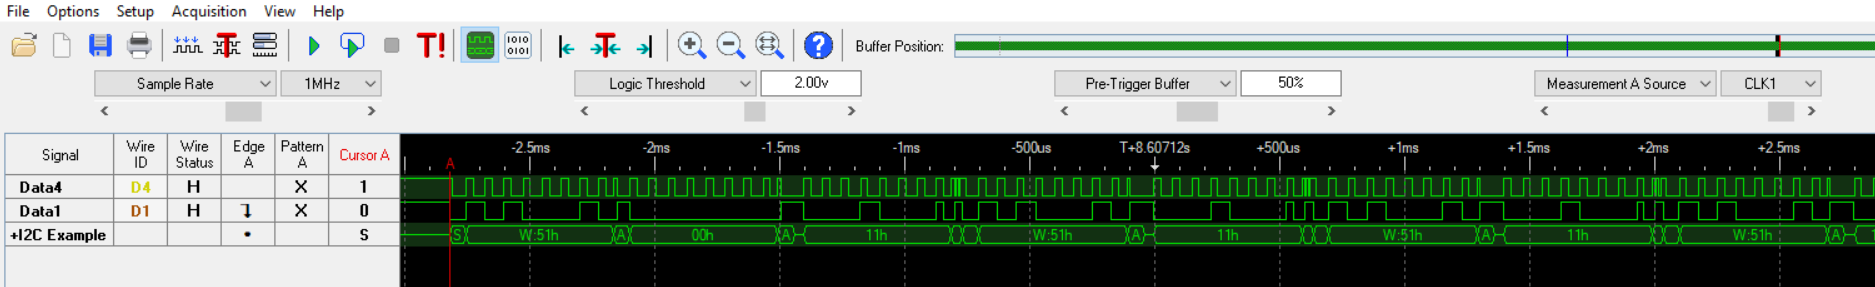 File Options Setup Acquisition View Help
T! 1010 0101 T ? Buffer Position:
Sample Rate 1MHz Logic Threshold 2.00v Pre-Trigger Buffer 50% Measurement A Source CLK1
Signal Wire ID Wire Status Edge A Pattern A Cursor A
A -2.5ms -2ms -1.5ms -1ms -500us T+8.60712s +500us +1ms +1.5ms +2ms +2.5ms
Data4 D4 H X 1
Data1 D1 H X 0
+I2C Example S S W:51h A 00h A 11h W:51h A 11h W:51h A 11h W:51h A 1